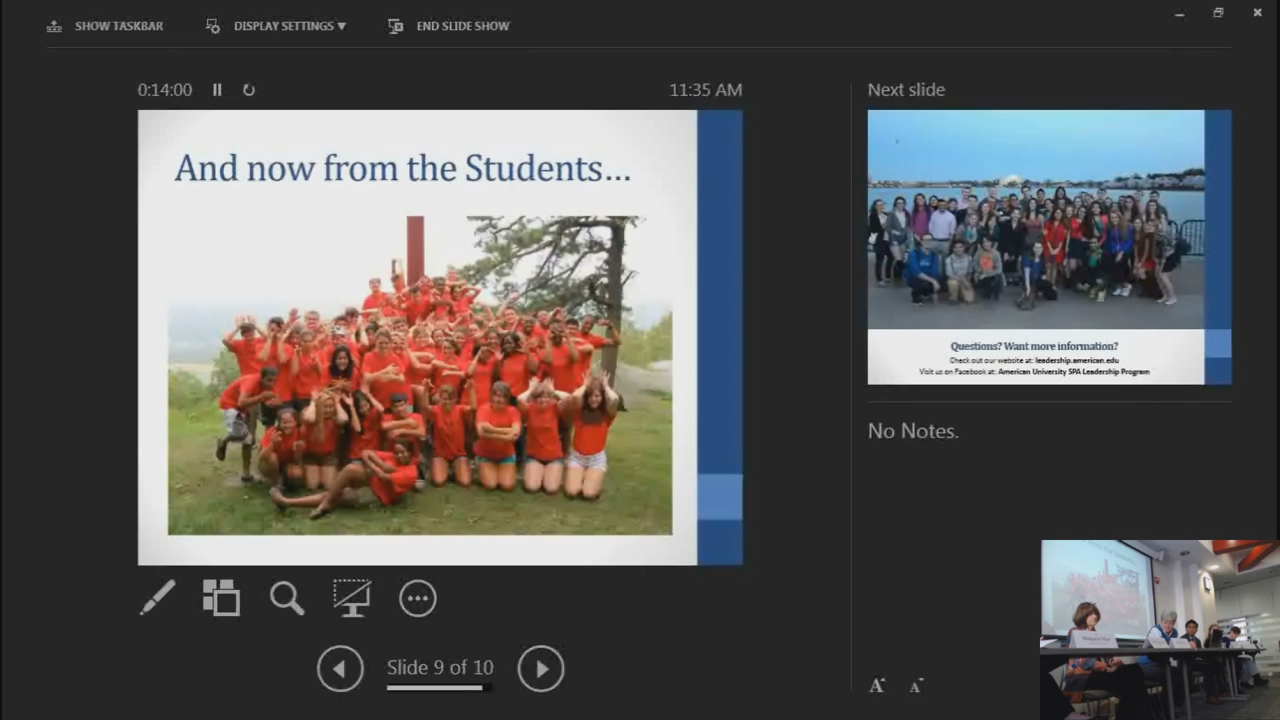 SHOW TASKBAR
DISPLAY SETTINGS ▼
END SLIDE SHOW
0:14:00
11:35 AM
Next slide
And now from the Students...
Questions? Want more information?
Check out our website at: leadership.american.edu
Visit us on Facebook at: American University SPA Leadership Program
No Notes.
Slide 9 of 10
A
A